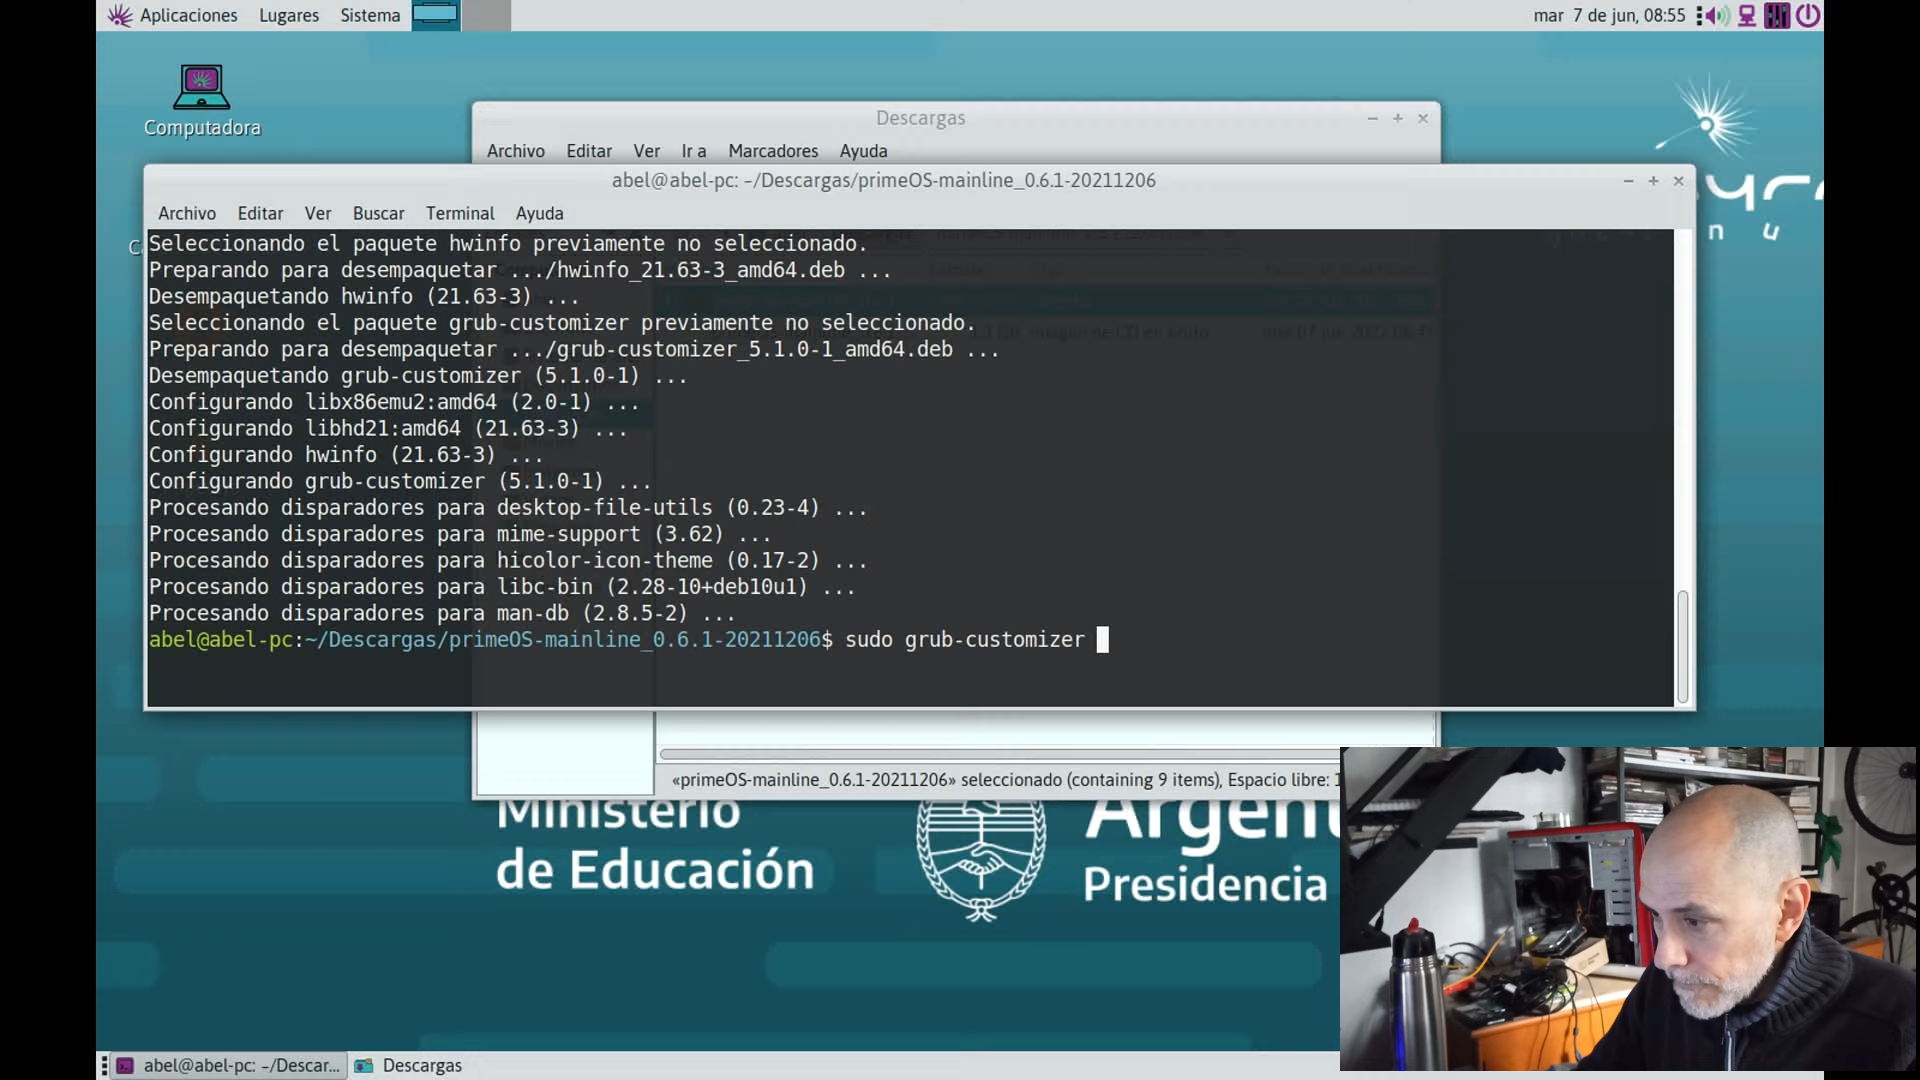 Aplicaciones Lugares Sistema
mar 7 de jun, 08:55
Computadora
Descargas
Archivo Editar Ver Ir a Marcadores Ayuda
abel@abel-pc: ~/Descargas/primeOS-mainline_0.6.1-20211206
Archivo Editar Ver Buscar Terminal Ayuda
Seleccionando el paquete hwinfo previamente no seleccionado.
Preparando para desempaquetar .../hwinfo_21.63-3_amd64.deb ...
Desempaquetando hwinfo (21.63-3) ...
Seleccionando el paquete grub-customizer previamente no seleccionado.
Preparando para desempaquetar .../grub-customizer_5.1.0-1_amd64.deb ...
Desempaquetando grub-customizer (5.1.0-1) ...
Configurando libx86emu2:amd64 (2.0-1) ...
Configurando libhd21:amd64 (21.63-3) ...
Configurando hwinfo (21.63-3) ...
Configurando grub-customizer (5.1.0-1) ...
Procesando disparadores para desktop-file-utils (0.23-4) ...
Procesando disparadores para mime-support (3.62) ...
Procesando disparadores para hicolor-icon-theme (0.17-2) ...
Procesando disparadores para libc-bin (2.28-10+deb10u1) ...
Procesando disparadores para man-db (2.8.5-2) ...
abel@abel-pc:~/Descargas/primeOS-mainline_0.6.1-20211206$ sudo grub-customizer
«primeOS-mainline_0.6.1-20211206» seleccionado (containing 9 items), Espacio libre: 1
Ministerio
de Educación
Argent
Presidencia
abel@abel-pc: ~/Descar...
Descargas